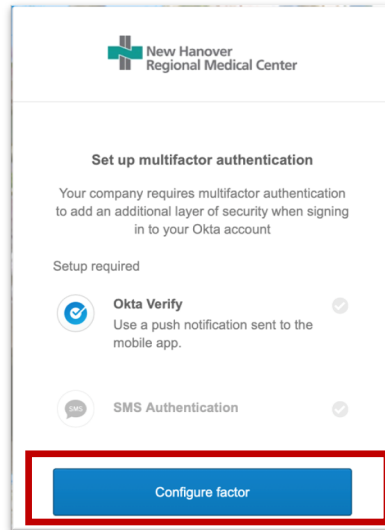 New Hanover
Regional Medical Center
Set up multifactor authentication
Your company requires multifactor authentication
to add an additional layer of security when signing
in to your Okta account
Setup required
Okta Verify
Use a push notification sent to the
mobile app.
SMS
SMS Authentication
Configure factor